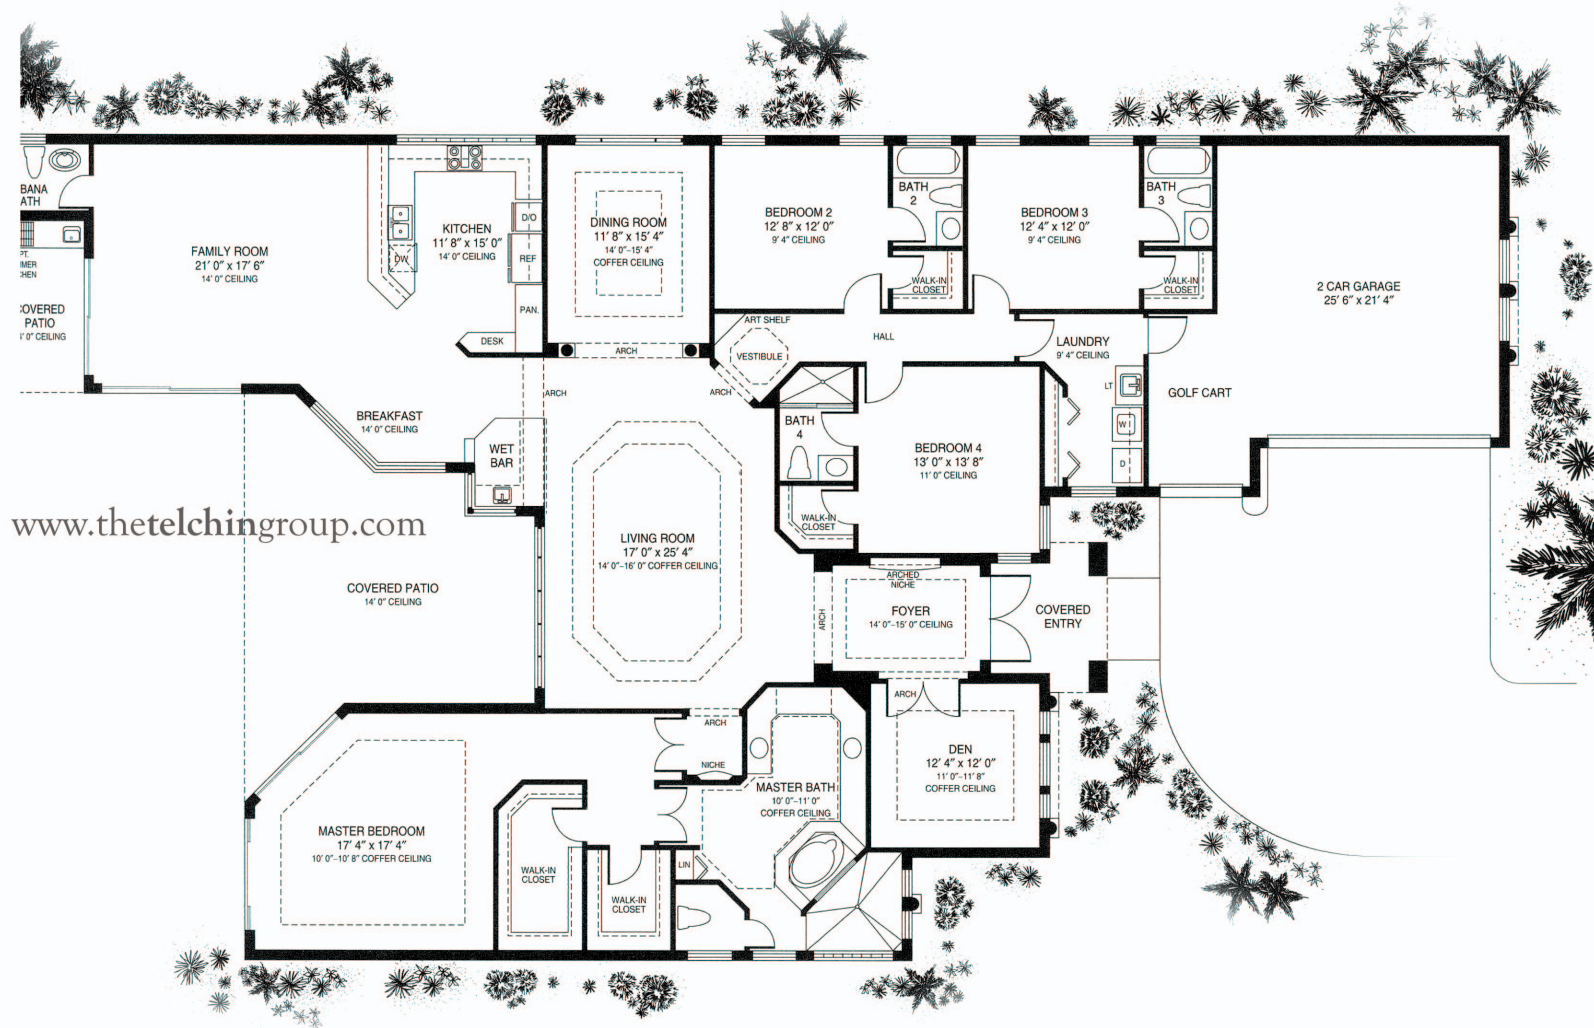 BANA
ATH
PT.
MER
CHEN
COVERED
PATIO
FAMILY ROOM
21' 0" x 17' 6"
14' 0" CEILING
KITCHEN
11' 8" x 15' 0"
14' 0" CEILING
DW
D/O
REF
PAN.
DESK
DINING ROOM
11' 8" x 15' 4"
14' 0"–15' 4"
COFFER CEILING
ARCH
BEDROOM 2
12' 8" x 12' 0"
9' 4" CEILING
BATH
2
WALK-IN
CLOSET
BEDROOM 3
12' 4" x 12' 0"
9' 4" CEILING
BATH
3
WALK-IN
CLOSET
2 CAR GARAGE
25' 6" x 21' 4"
ART SHELF
VESTIBULE
ARCH
HALL
LAUNDRY
9' 4" CEILING
LT
W
D
GOLF CART
BREAKFAST
14' 0" CEILING
ARCH
WET
BAR
BATH
4
WALK-IN
CLOSET
BEDROOM 4
13' 0" x 13' 8"
11' 0" CEILING
www.thetelchingroup.com
LIVING ROOM
17' 0" x 25' 4"
14' 0"–16' 0" COFFER CEILING
COVERED PATIO
14' 0" CEILING
ARCH
ARCHED
NICHE
FOYER
14' 0"–15' 0" CEILING
COVERED
ENTRY
ARCH
ARCH
NICHE
DEN
12' 4" x 12' 0"
11' 0"–11' 8"
COFFER CEILING
MASTER BATH
10' 0"–11' 0"
COFFER CEILING
MASTER BEDROOM
17' 4" x 17' 4"
10' 0"–10' 8" COFFER CEILING
WALK-IN
CLOSET
WALK-IN
CLOSET
LIN